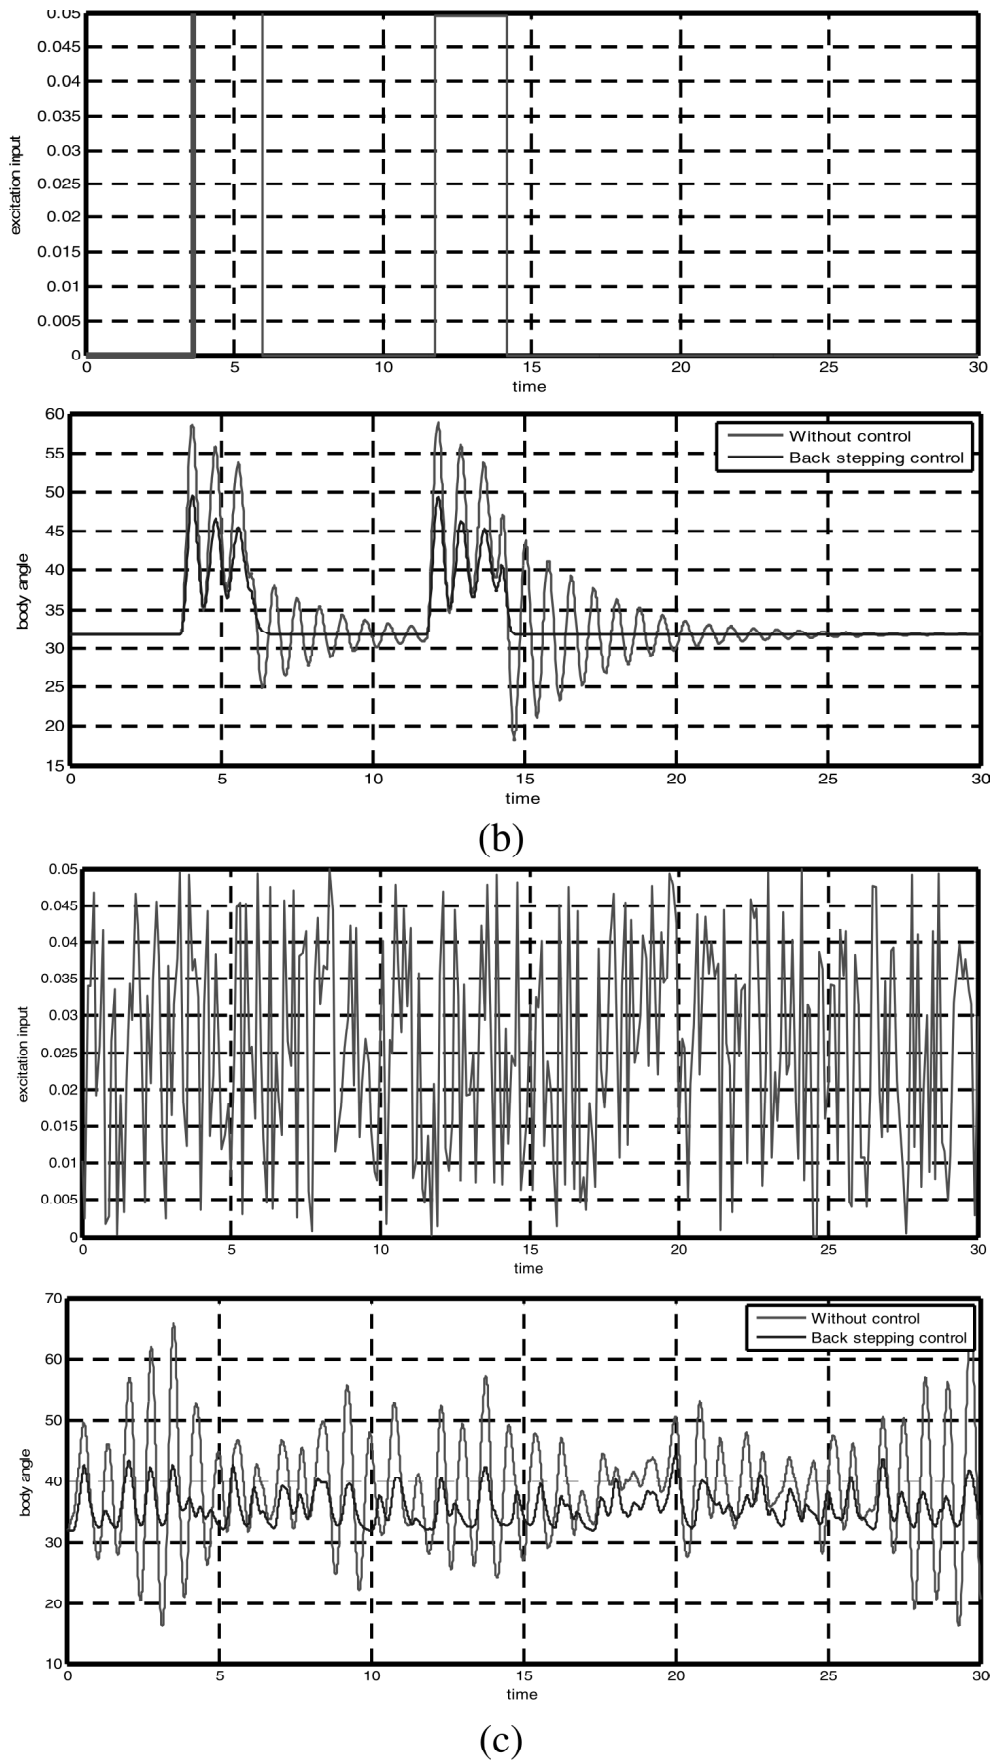 0.05
0.045
0.04
0.035
0.03
0.025
0.02
0.015
0.01
0.005
0
excitation input
0 5 10 15 20 25 30
time
60
55
50
45
40
35
30
25
20
15
body angle
Without control
Back stepping control
0 5 10 15 20 25 30
time
(b)
0.05
0.045
0.04
0.035
0.03
0.025
0.02
0.015
0.01
0.005
0
excitation input
0 5 10 15 20 25 30
time
70
60
50
40
30
20
10
body angle
Without control
Back stepping control
0 5 10 15 20 25 30
time
(c)